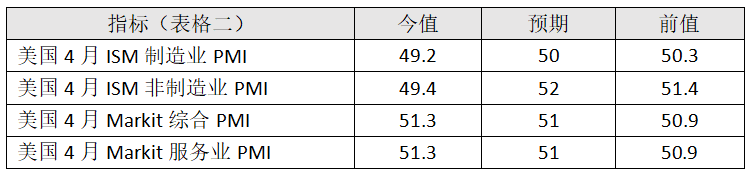 指标（表格二） 今值 预期 前值
美国 4 月 ISM 制造业 PMI 49.2 50 50.3
美国 4 月 ISM 非制造业 PMI 49.4 52 51.4
美国 4 月 Markit 综合 PMI 51.3 51 50.9
美国 4 月 Markit 服务业 PMI 51.3 51 50.9